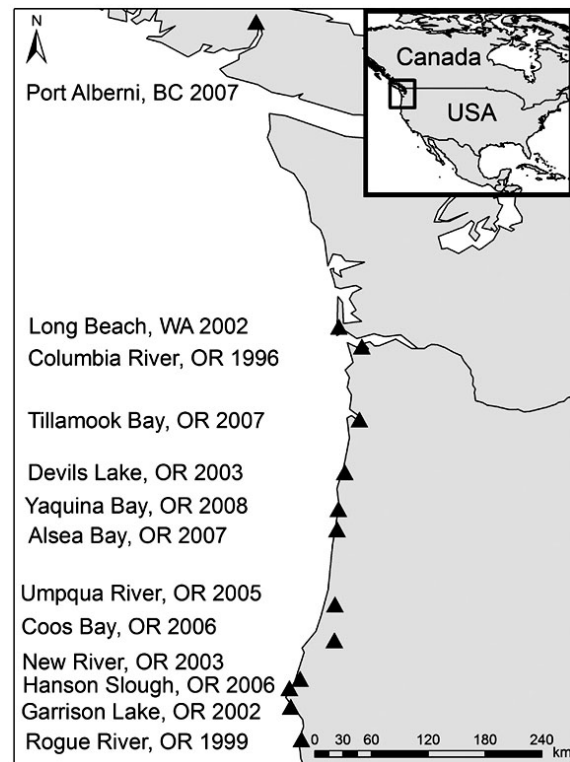 N
Canada
USA
Port Alberni, BC 2007
Long Beach, WA 2002
Columbia River, OR 1996
Tillamook Bay, OR 2007
Devils Lake, OR 2003
Yaquina Bay, OR 2008
Alsea Bay, OR 2007
Umpqua River, OR 2005
Coos Bay, OR 2006
New River, OR 2003
Hanson Slough, OR 2006
Garrison Lake, OR 2002
Rogue River, OR 1999
0 30 60 120 180 240
km